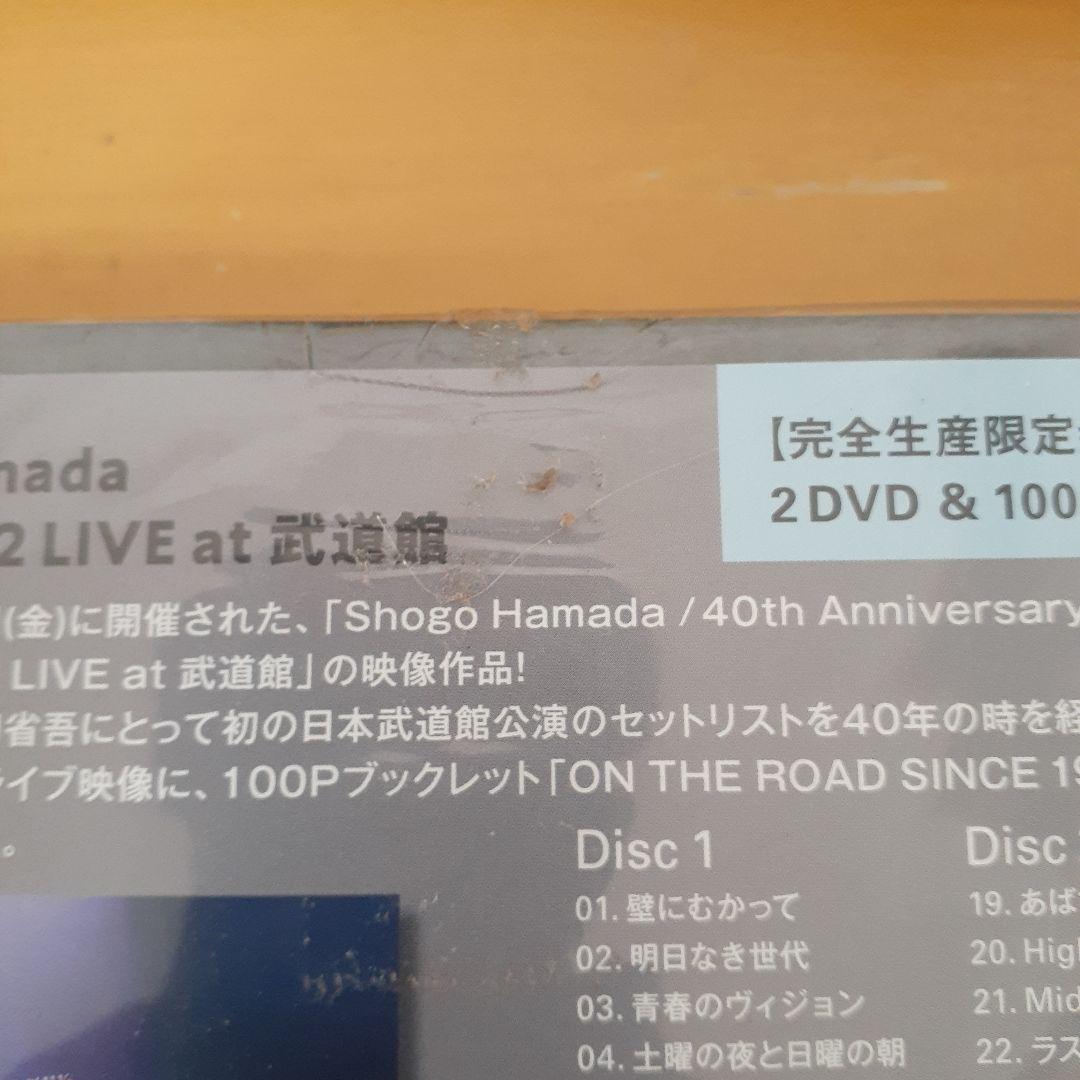 mada
【完全生産限定
2 DVD & 100
2 LIVE at 武道館
(金)に開催された、「Shogo Hamada / 40th Anniversary
LIVE at 武道館」の映像作品!
省吾にとって初の日本武道館公演のセットリストを40年の時を経
ライブ映像に、100Pブックレット「ON THE ROAD SINCE 19
。
Disc 1
01. 壁にむかって
02. 明日なき世代
03. 青春のヴィジョン
04. 土曜の夜と日曜の朝
Disc
19. あば
20. High
21. Mid
22. ラス